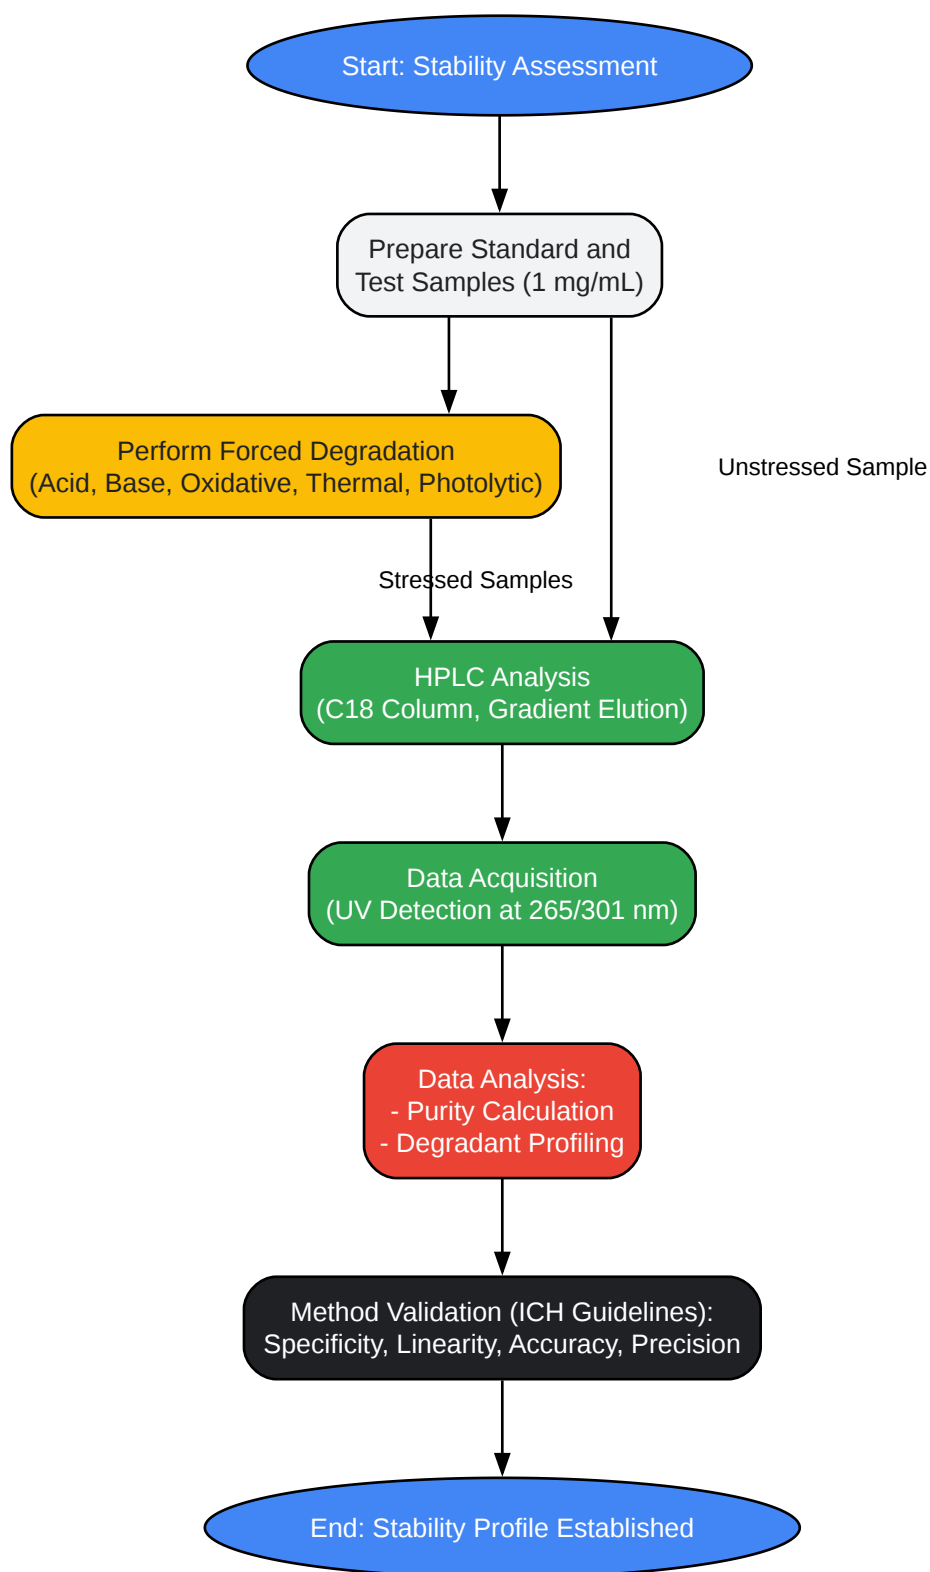 Start: Stability Assessment
Prepare Standard and
Test Samples (1 mg/mL)
Perform Forced Degradation
(Acid, Base, Oxidative, Thermal, Photolytic)
Unstressed Sample
Stressed Samples
HPLC Analysis
(C18 Column, Gradient Elution)
Data Acquisition
(UV Detection at 265/301 nm)
Data Analysis:
- Purity Calculation
- Degradant Profiling
Method Validation (ICH Guidelines):
Specificity, Linearity, Accuracy, Precision
End: Stability Profile Established